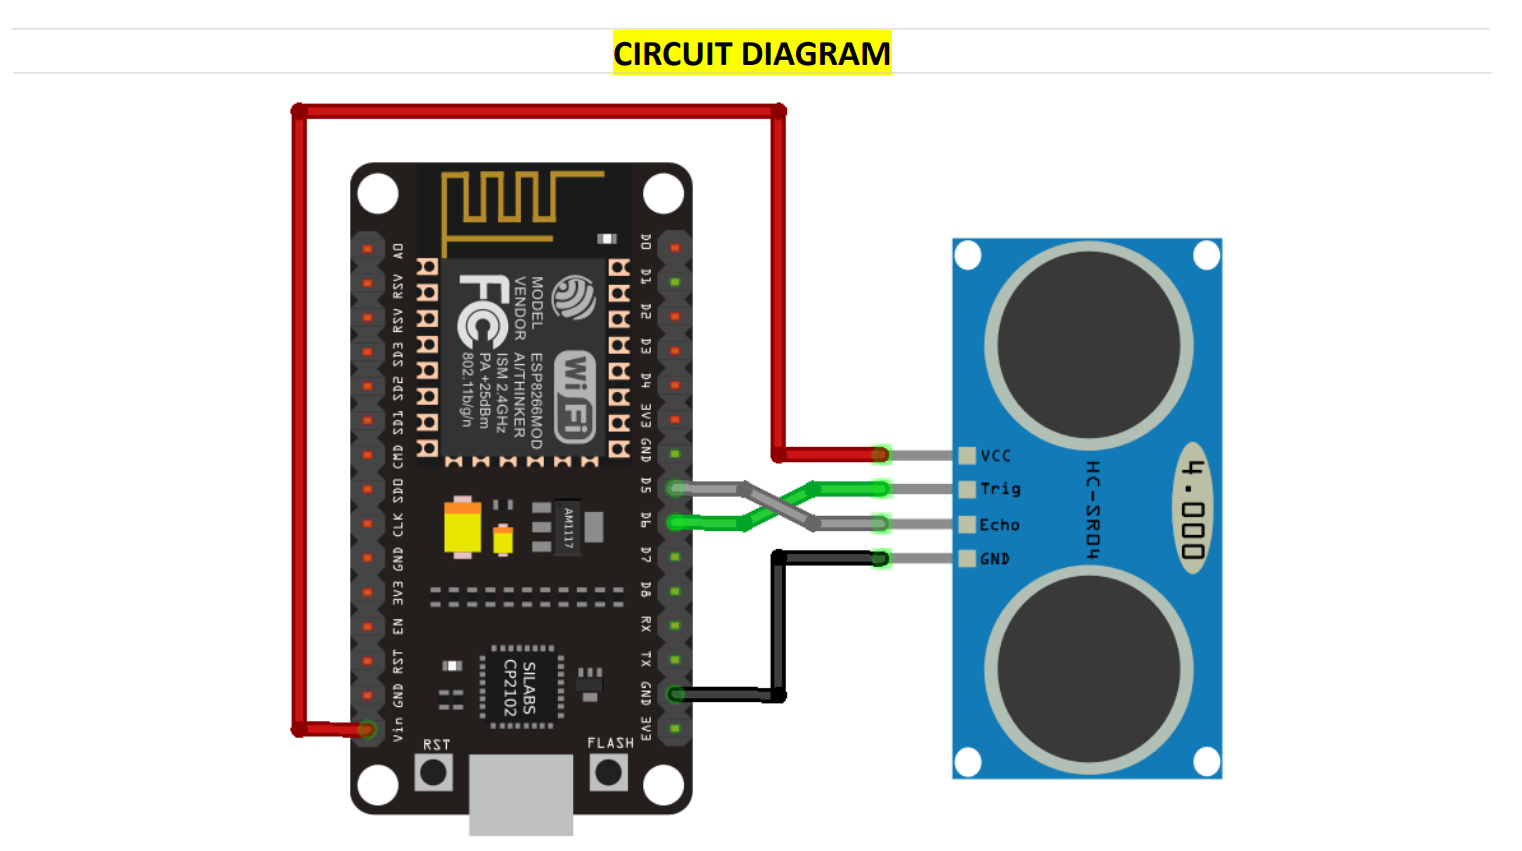 CIRCUIT DIAGRAM
A0
RSV
RSV
SD3
SD2
SD1
CMD
SD0
CLK
GND
3V3
EN
RST
GND
Vin
D0
D1
D2
D3
D4
3V3
GND
D5
D6
D7
D8
RX
TX
GND
3V3
MODEL
VENDOR
ESP8266MOD
AI/THINKER
ISM 2.4GHz
PA +25dBm
802.11b/g/n
FC
Wi Fi
AM1117
SILABS
CP2102
RST
FLASH
VCC
Trig
Echo
GND
HC-SR04
4.000